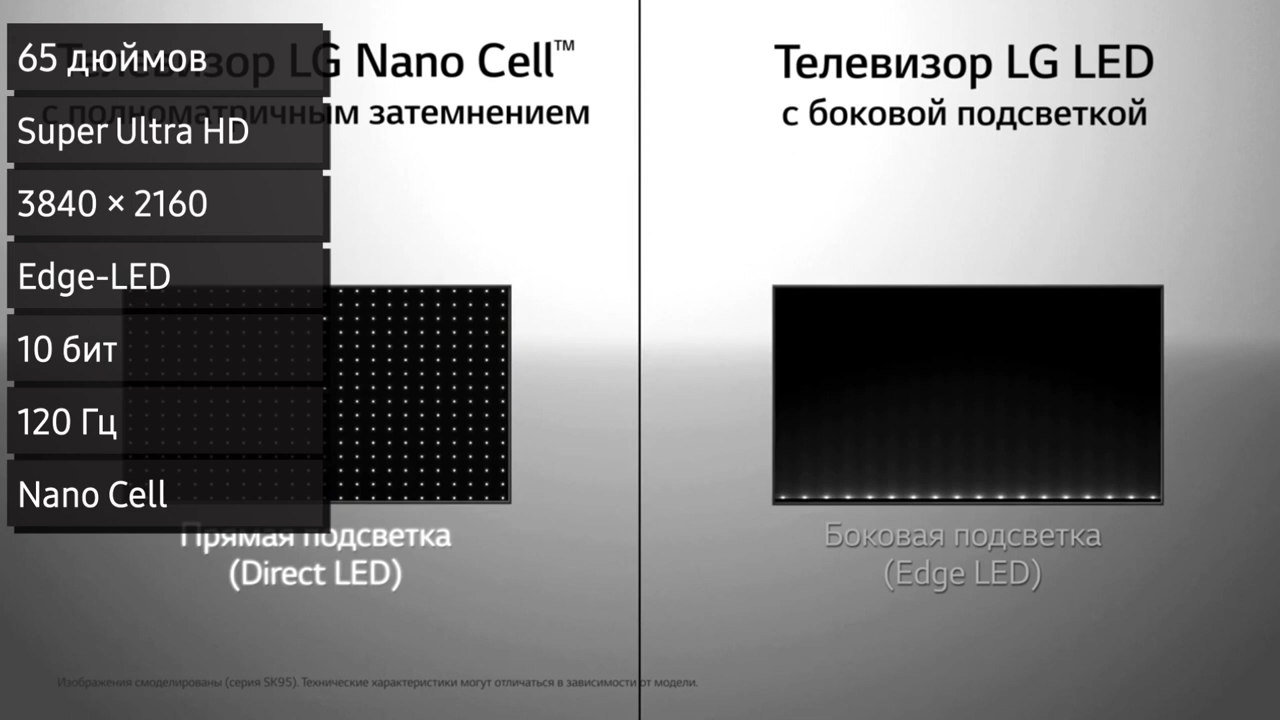 65 дюймов
Super Ultra HD
3840 × 2160
Edge-LED
10 бит
120 Гц
Nano Cell
Телевизор LG Nano Cell™
с полноматричным затемнением
Прямая подсветка
(Direct LED)
Телевизор LG LED
с боковой подсветкой
Боковая подсветка
(Edge LED)
Изображения смоделированы (серия SK95). Технические характеристики могут отличаться в зависимости от модели.